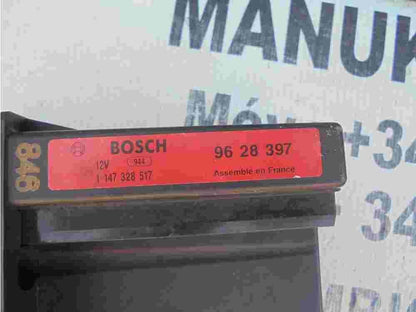 MANUK
Móv. +34
34
846
BOSCH
96 28 397
12V 944
1 147 328 517
Assemblé en France